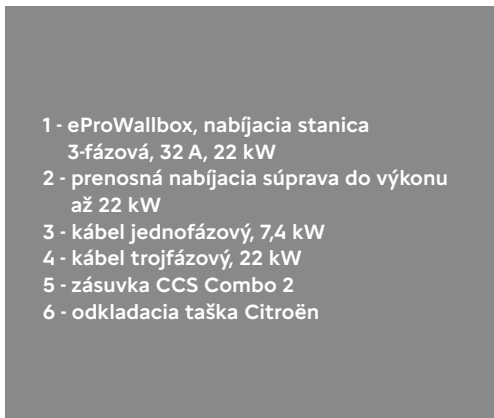 1 - eProWallbox, nabíjacia stanica
3-fázová, 32 A, 22 kW
2 - prenosná nabíjacia súprava do výkonu
až 22 kW
3 - kábel jednofázový, 7,4 kW
4 - kábel trojfázový, 22 kW
5 - zásuvka CCS Combo 2
6 - odkladacia taška Citroën